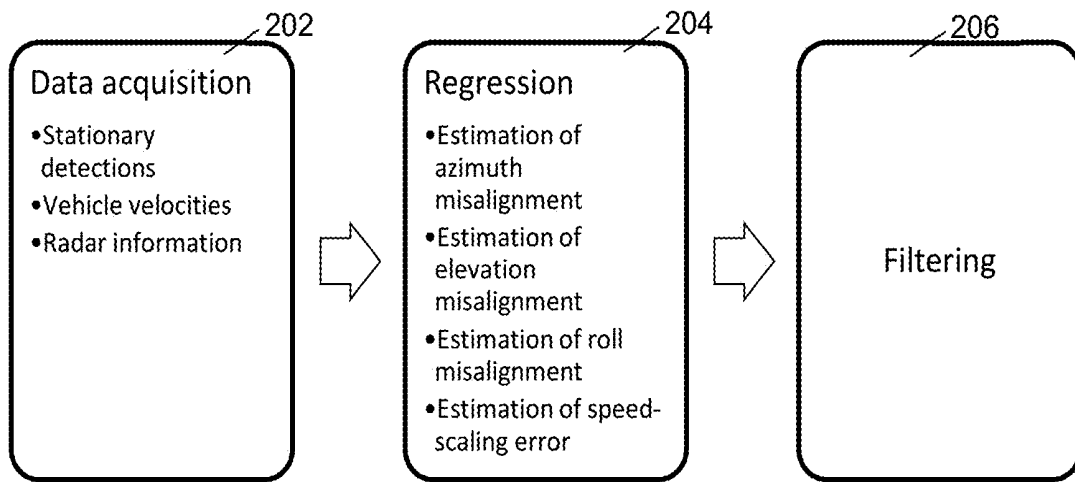 202
Data acquisition
•Stationary
detections
•Vehicle velocities
•Radar information
204
Regression
•Estimation of
azimuth
misalignment
•Estimation of
elevation
misalignment
•Estimation of roll
misalignment
•Estimation of speed-
scaling error
206
Filtering